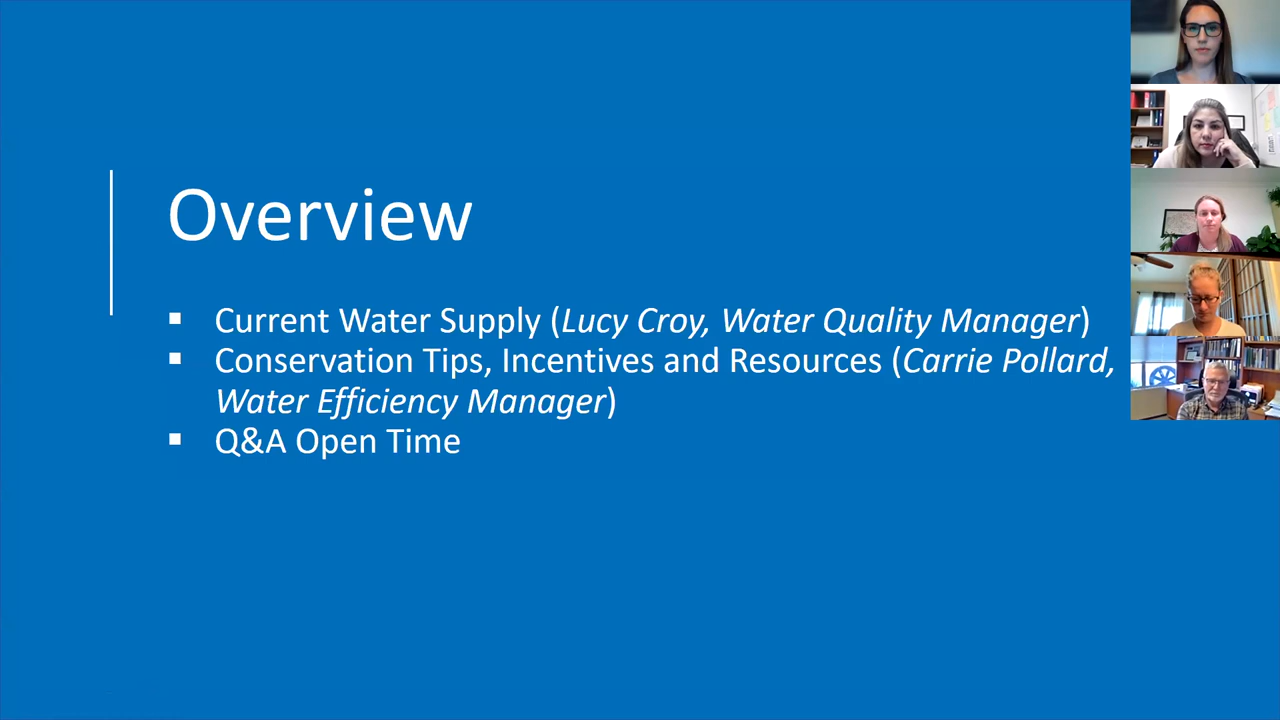 Overview
▪ Current Water Supply (Lucy Croy, Water Quality Manager)
▪ Conservation Tips, Incentives and Resources (Carrie Pollard,
Water Efficiency Manager)
▪ Q&A Open Time